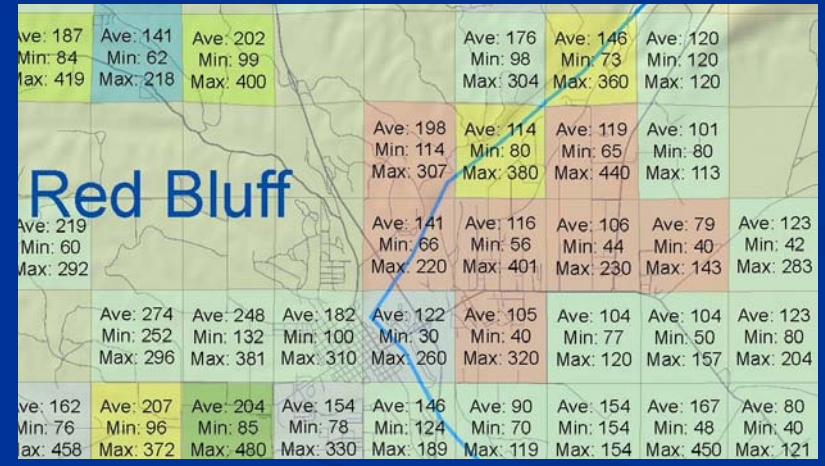 Ave: 187
Min: 84
Max: 419
Ave: 141
Min: 62
Max: 218
Ave: 202
Min: 99
Max: 400
Ave: 176
Min: 98
Max: 304
Ave: 146
Min: 73
Max: 360
Ave: 120
Min: 120
Max: 120
Ave: 198
Min: 114
Max: 307
Ave: 114
Min: 80
Max: 380
Ave: 119
Min: 65
Max: 440
Ave: 101
Min: 80
Max: 113
Red Bluff
Ave: 219
Min: 60
Max: 292
Ave: 141
Min: 66
Max: 220
Ave: 116
Min: 56
Max: 401
Ave: 106
Min: 44
Max: 230
Ave: 79
Min: 40
Max: 143
Ave: 123
Min: 42
Max: 283
Ave: 274
Min: 252
Max: 296
Ave: 248
Min: 132
Max: 381
Ave: 182
Min: 100
Max: 310
Ave: 122
Min: 30
Max: 260
Ave: 105
Min: 40
Max: 320
Ave: 104
Min: 77
Max: 120
Ave: 104
Min: 50
Max: 157
Ave: 123
Min: 80
Max: 204
Ave: 162
Min: 76
Max: 458
Ave: 207
Min: 96
Max: 372
Ave: 204
Min: 85
Max: 480
Ave: 154
Min: 78
Max: 330
Ave: 146
Min: 124
Max: 189
Ave: 90
Min: 70
Max: 119
Ave: 154
Min: 154
Max: 154
Ave: 167
Min: 48
Max: 450
Ave: 80
Min: 40
Max: 121